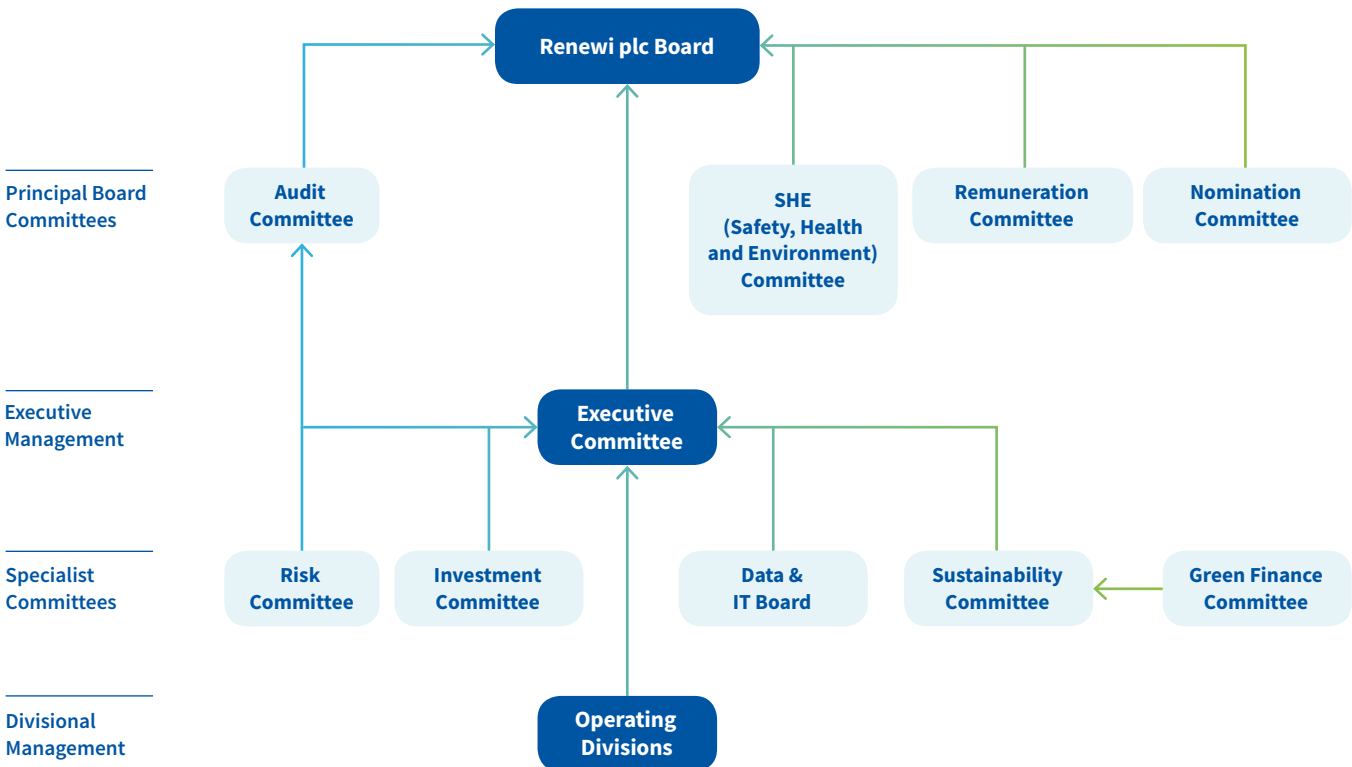 Renewi plc Board
Principal Board
Committees
Audit
Committee
SHE
(Safety, Health
and Environment)
Committee
Remuneration
Committee
Nomination
Committee
Executive
Management
Executive
Committee
Specialist
Committees
Risk
Committee
Investment
Committee
Data &
IT Board
Sustainability
Committee
Green Finance
Committee
Divisional
Management
Operating
Divisions